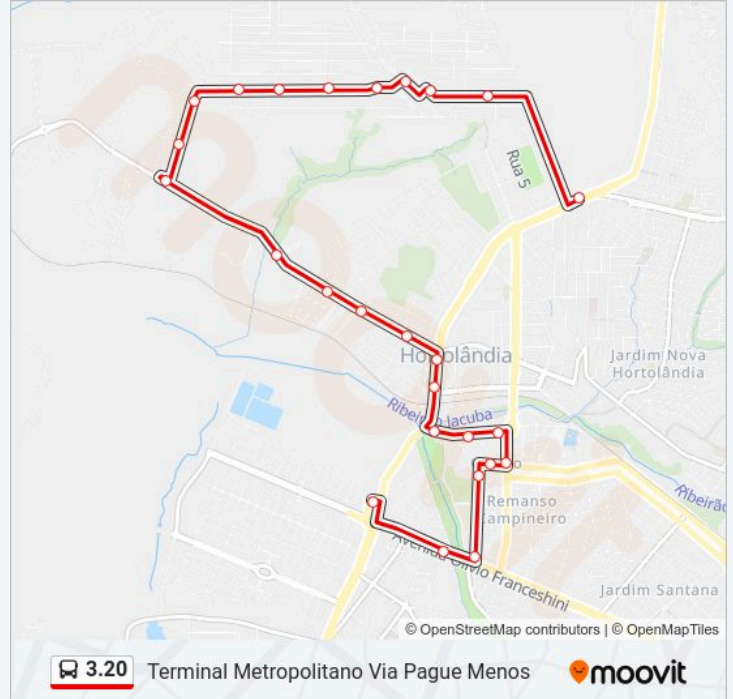 Rua 5
Hortolândia
Jardim Nova
Hortolândia
Ribeirão Jacuba
Remanso
Campineiro
Ribeirão
Avenida Olívio Franceshini
Jardim Santana
© OpenStreetMap contributors | © OpenMapTiles
3.20 Terminal Metropolitano Via Pague Menos moovit